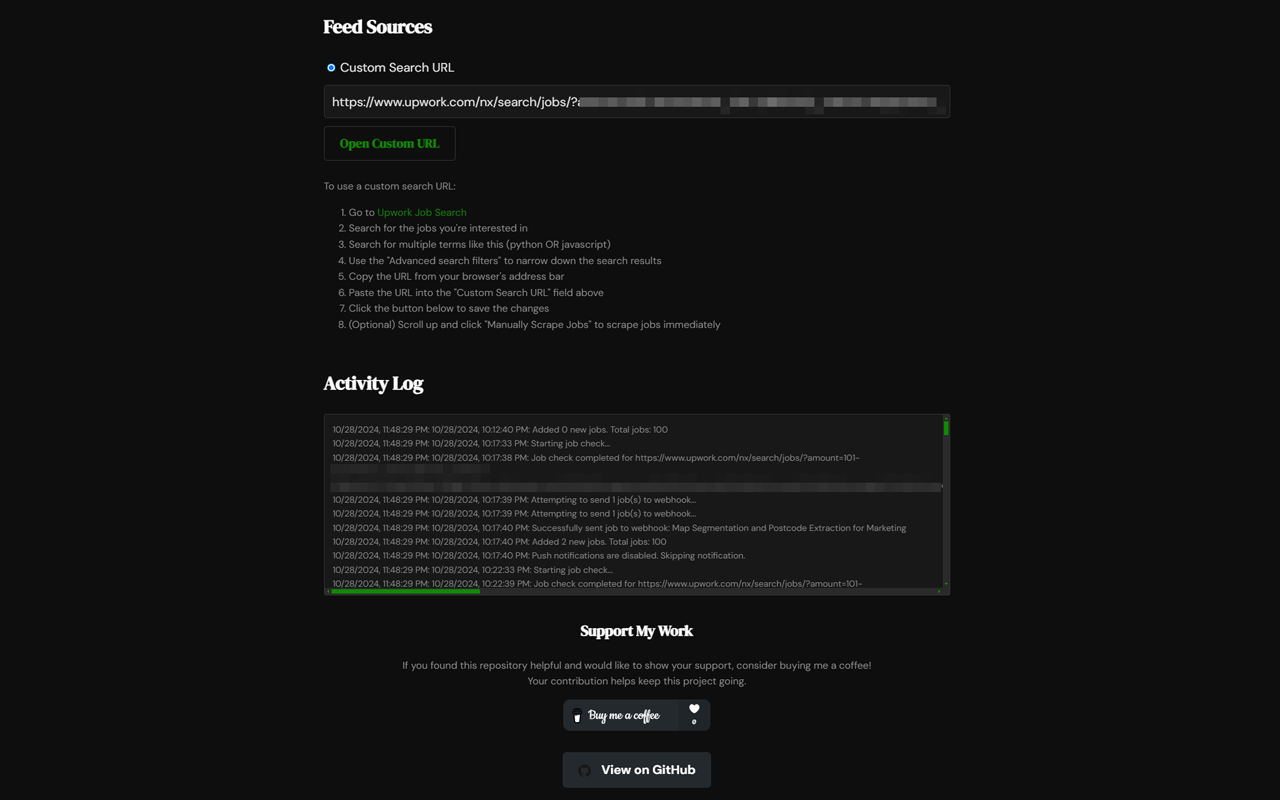 Feed Sources
Custom Search URL
https://www.upwork.com/nx/search/jobs/?
Open Custom URL
To use a custom search URL:
1. Go to Upwork Job Search
2. Search for the jobs you're interested in
3. Search for multiple terms like this (python OR javascript)
4. Use the "Advanced search filters" to narrow down the search results
5. Copy the URL from your browser's address bar
6. Paste the URL into the "Custom Search URL" field above
7. Click the button below to save the changes
8. (Optional) Scroll up and click "Manually Scrape Jobs" to scrape jobs immediately
Activity Log
10/28/2024, 11:48:29 PM: 10/28/2024, 10:12:40 PM: Added 0 new jobs. Total jobs: 100
10/28/2024, 11:48:29 PM: 10/28/2024, 10:17:33 PM: Starting job check...
10/28/2024, 11:48:29 PM: 10/28/2024, 10:17:38 PM: Job check completed for https://www.upwork.com/nx/search/jobs/?amount=101-
10/28/2024, 11:48:29 PM: 10/28/2024, 10:17:39 PM: Attempting to send 1 job(s) to webhook...
10/28/2024, 11:48:29 PM: 10/28/2024, 10:17:39 PM: Attempting to send 1 job(s) to webhook...
10/28/2024, 11:48:29 PM: 10/28/2024, 10:17:40 PM: Successfully sent job to webhook: Map Segmentation and Postcode Extraction for Marketing
10/28/2024, 11:48:29 PM: 10/28/2024, 10:17:40 PM: Added 2 new jobs. Total jobs: 100
10/28/2024, 11:48:29 PM: 10/28/2024, 10:17:40 PM: Push notifications are disabled. Skipping notification.
10/28/2024, 11:48:29 PM: 10/28/2024, 10:22:33 PM: Starting job check...
10/28/2024, 11:48:29 PM: 10/28/2024, 10:22:39 PM: Job check completed for https://www.upwork.com/nx/search/jobs/?amount=101-
Support My Work
If you found this repository helpful and would like to show your support, consider buying me a coffee!
Your contribution helps keep this project going.
Buy me a coffee
0
View on GitHub